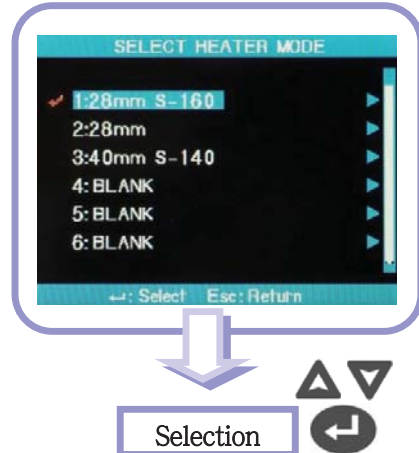 SELECT HEATER MODE
1:28mm S-160
2:28mm
3:40mm S-140
4:BLANK
5:BLANK
6:BLANK
↵: Select Esc: Return
Selection